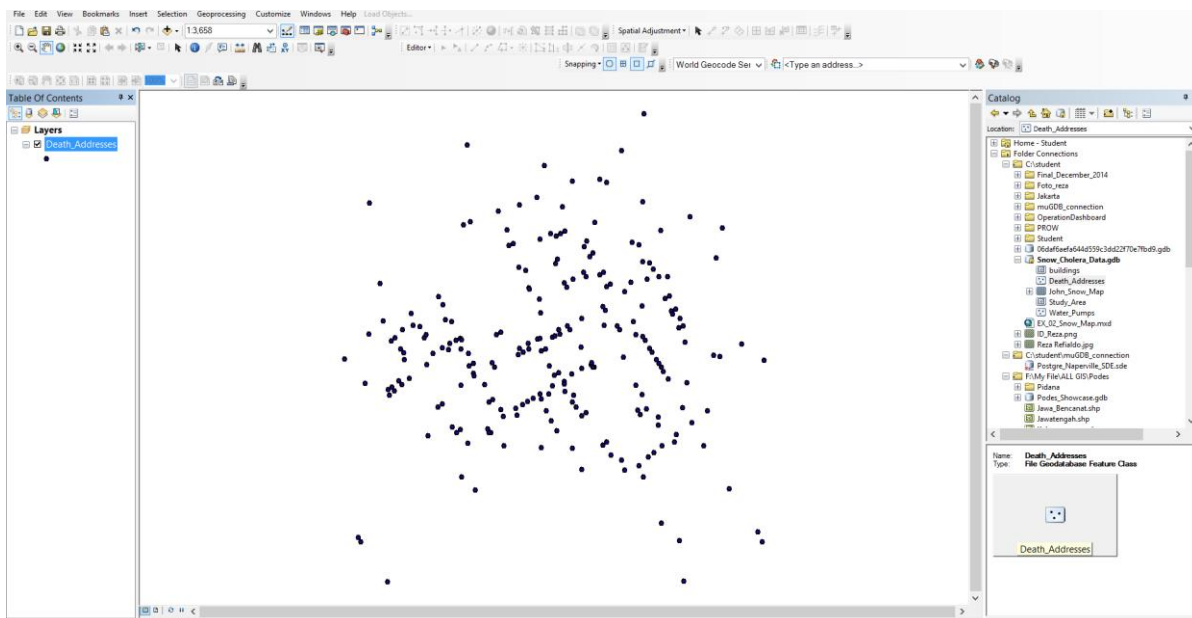 File Edit View Bookmarks Insert Selection Geoprocessing Customize Windows Help Load Objects...
1:3,658
Spatial Adjustment
Editor
Snapping
World Geocode Ser
<Type an address...>
Table Of Contents
Layers
Death_Addresses
Catalog
Location: Death_Addresses
Home - Student
Folder Connections
C:\student
Final_December_2014
Foto_reza
Jakarta
muGDB_connection
OperationDashboard
PROW
Student
06daf6aefa644d559c3dd22f70e7fbd9.gdb
Snow_Cholera_Data.gdb
buildings
Death_Addresses
John_Snow_Map
Study_Area
Water_Pumps
EX_02_Snow_Map.mxd
ID_Reza.png
Reza Refialdo.jpg
C:\student\muGDB_connection
Postgre_Naperville_SDE.sde
F:\My File\ALL GIS\Podes
Pidana
Podes_Showcase.gdb
Jawa_Bencanat.shp
Jawatengah.shp
Name: Death_Addresses
Type: File Geodatabase Feature Class
Death_Addresses